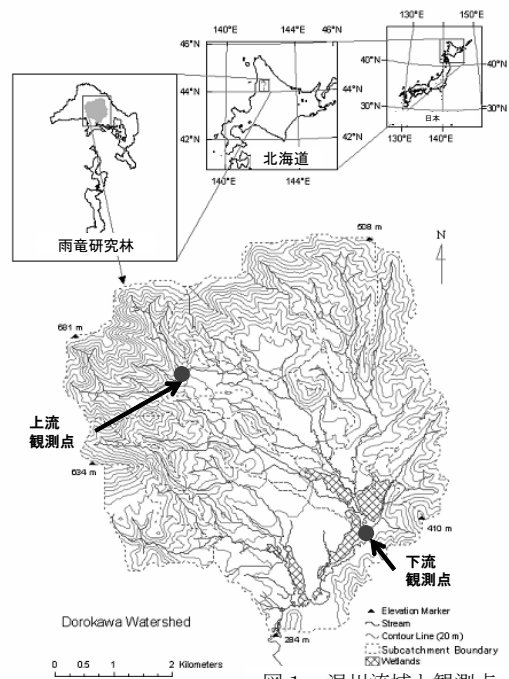 130°E 150°E
40°N 40°N
30°N 30°N
日本
130°E 140°E
140°E 144°E 46°N
46°N
44°N 44°N
42°N 42°N
北海道
140°E 144°E
雨竜研究林
508 m
N
681 m
上流
観測点
634 m
410 m
下流
観測点
Dorokawa Watershed
284 m
Elevation Marker
Stream
Contour Line (20 m)
Subcatchment Boundary
Wetlands
0 0.5 1 2 Kilometers